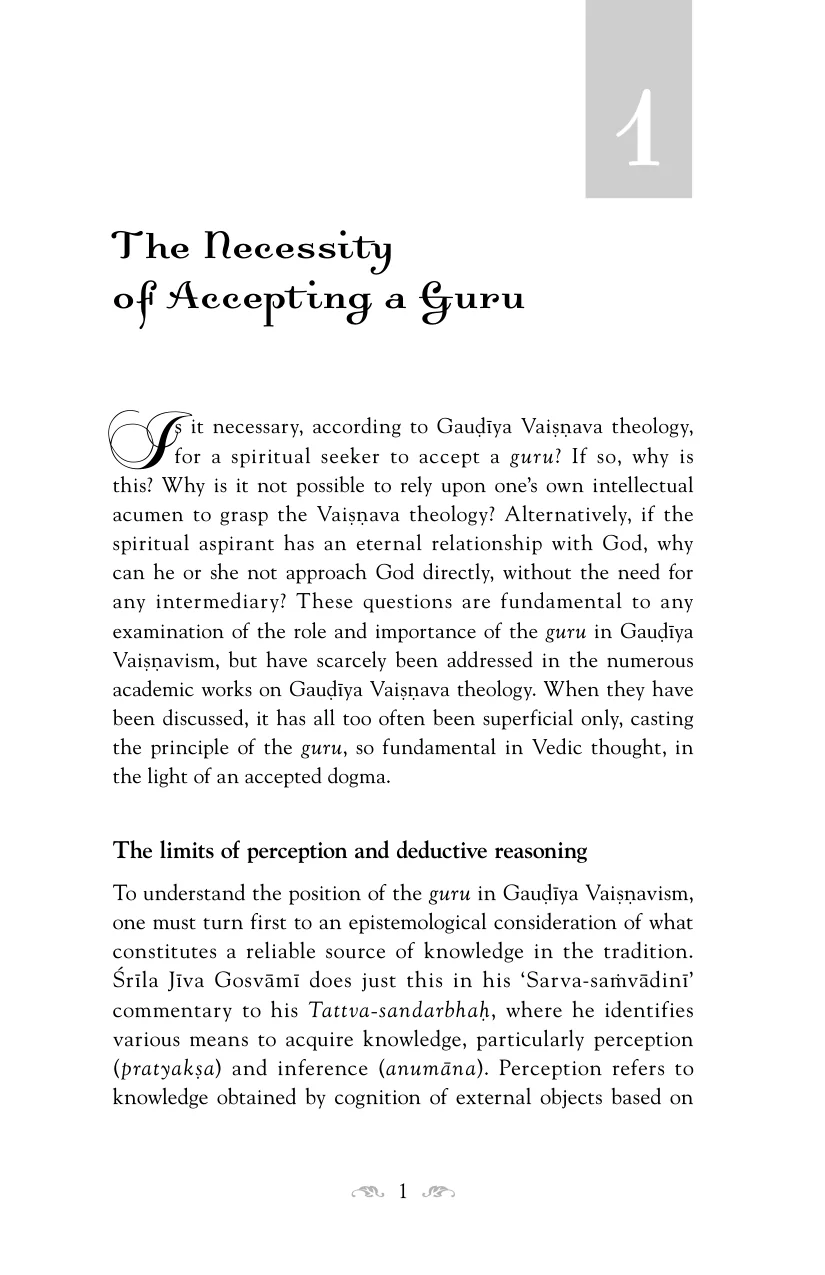 1
The Necessity
of Accepting a Guru
Is it necessary, according to Gauḍīya Vaiṣṇava theology,
for a spiritual seeker to accept a guru? If so, why is
this? Why is it not possible to rely upon one’s own intellectual
acumen to grasp the Vaiṣṇava theology? Alternatively, if the
spiritual aspirant has an eternal relationship with God, why
can he or she not approach God directly, without the need for
any intermediary? These questions are fundamental to any
examination of the role and importance of the guru in Gauḍīya
Vaiṣṇavism, but have scarcely been addressed in the numerous
academic works on Gauḍīya Vaiṣṇava theology. When they have
been discussed, it has all too often been superficial only, casting
the principle of the guru, so fundamental in Vedic thought, in
the light of an accepted dogma.
The limits of perception and deductive reasoning
To understand the position of the guru in Gauḍīya Vaiṣṇavism,
one must turn first to an epistemological consideration of what
constitutes a reliable source of knowledge in the tradition.
Śrīla Jīva Gosvāmī does just this in his ‘Sarva-saṁvādinī’
commentary to his Tattva-sandarbhaḥ, where he identifies
various means to acquire knowledge, particularly perception
(pratyakṣa) and inference (anumāna). Perception refers to
knowledge obtained by cognition of external objects based on
1